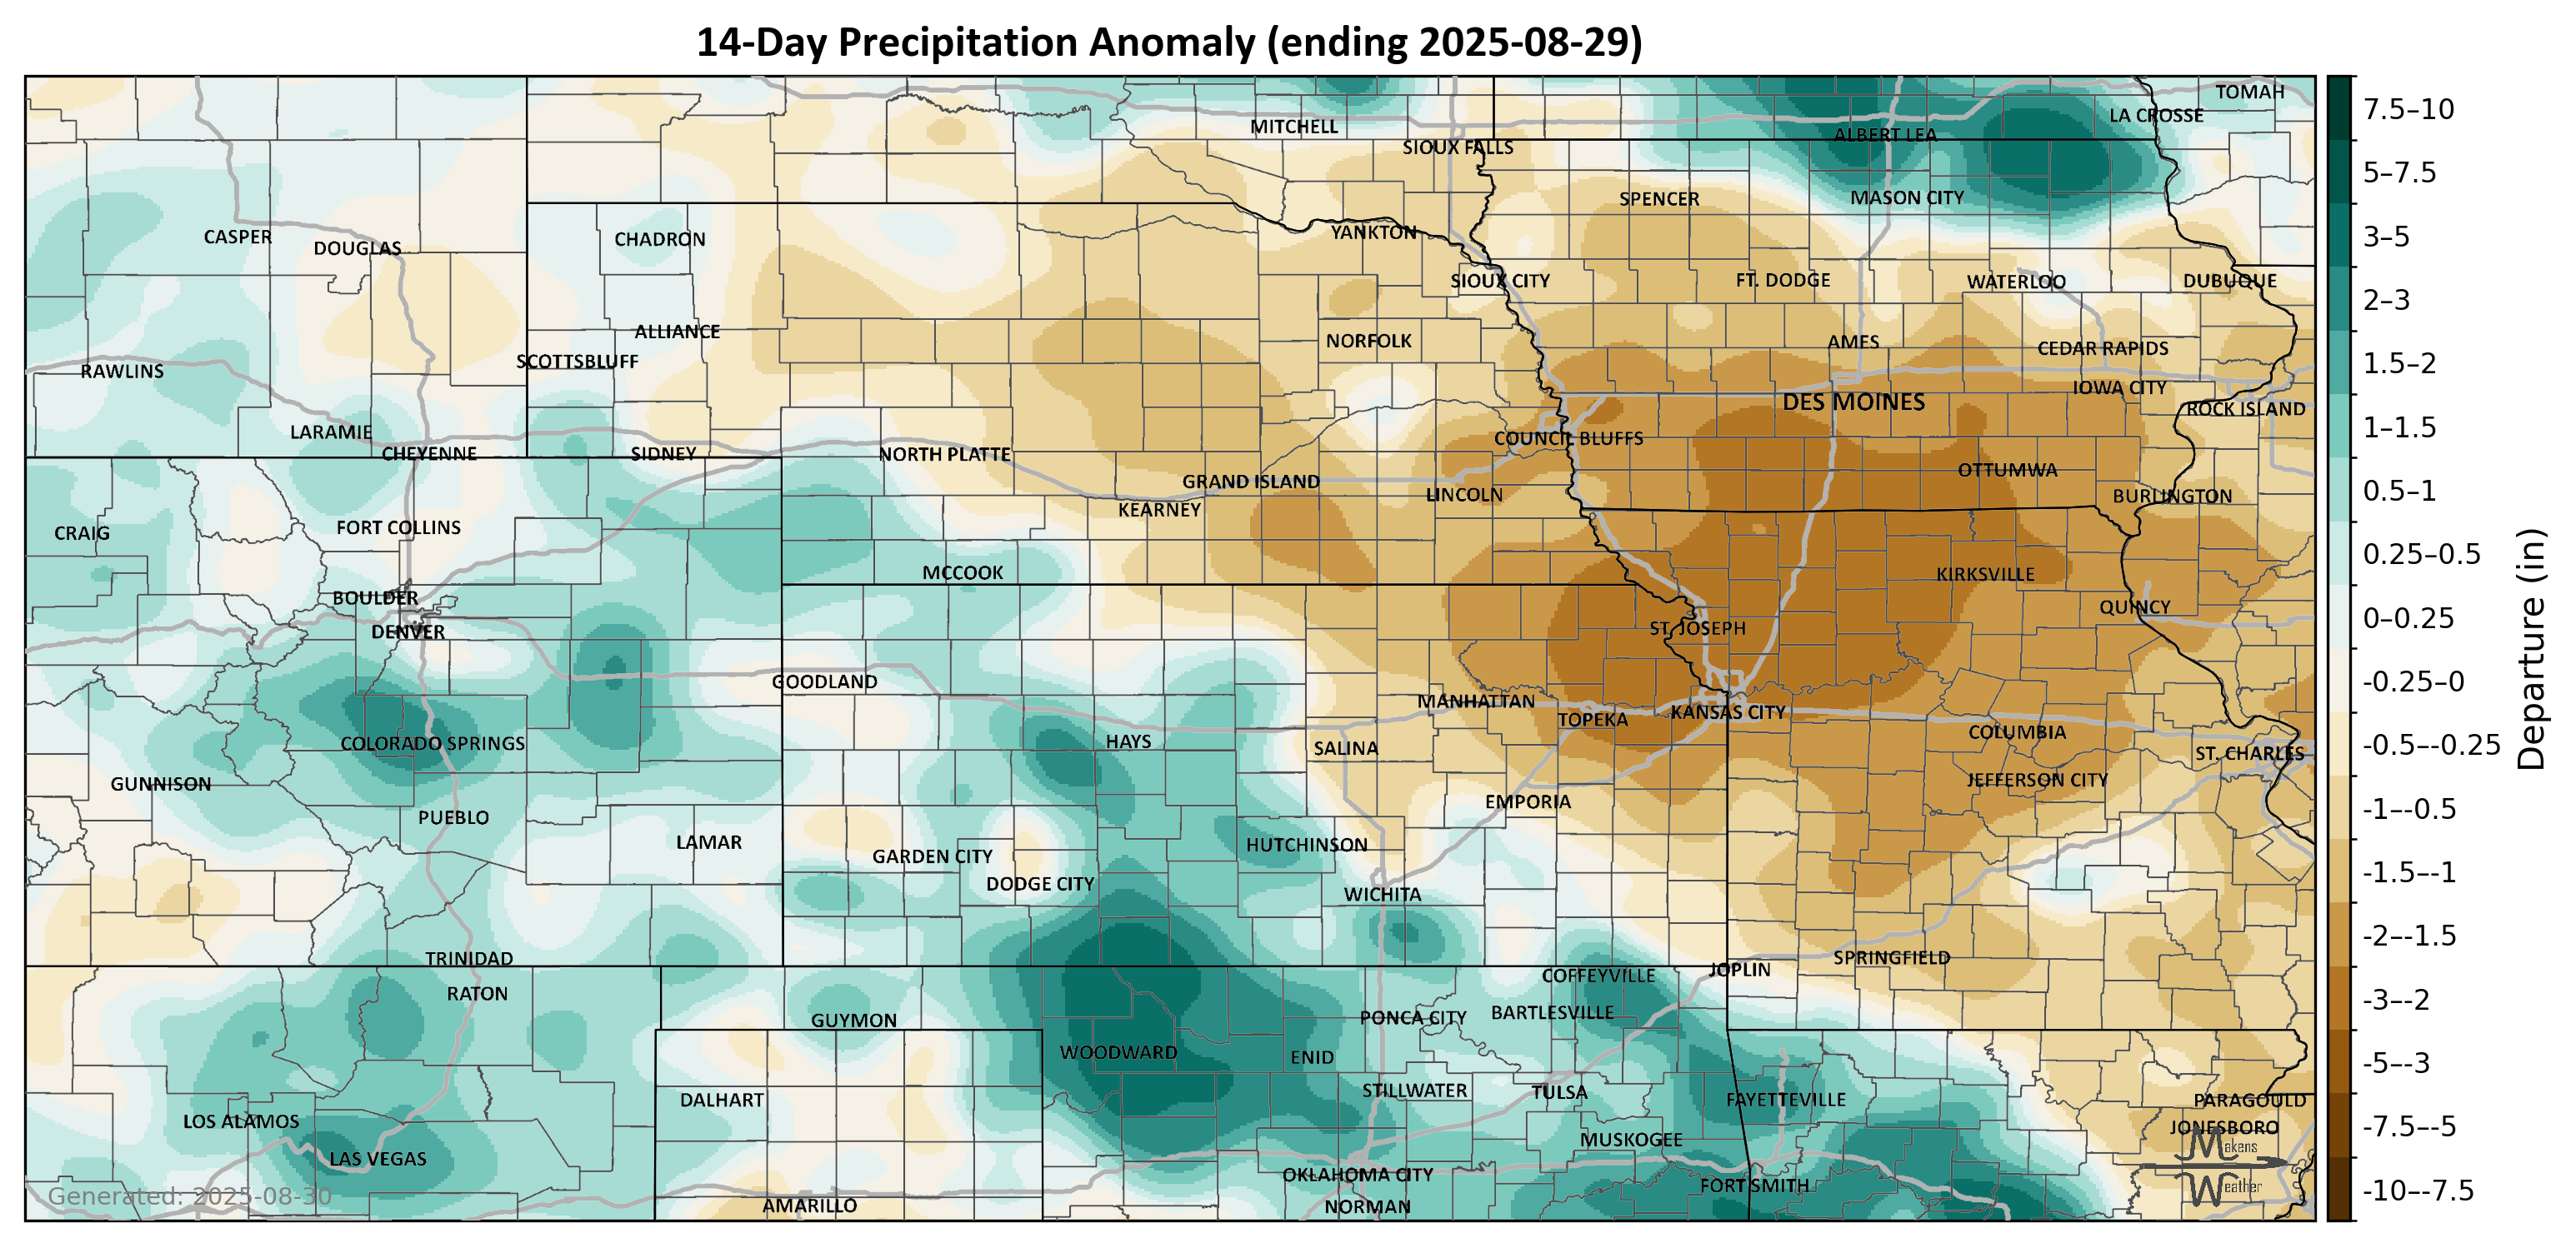 14-Day Precipitation Anomaly (ending 2025-08-29)
TOMAH
LA CROSSE
MITCHELL
ALBERT LEA
SIOUX FALLS
SPENCER
MASON CITY
CASPER
DOUGLAS
CHADRON
YANKTON
SIOUX CITY
FT. DODGE
WATERLOO
DUBUQUE
ALLIANCE
NORFOLK
AMES
CEDAR RAPIDS
SCOTTSBLUFF
RAWLINS
IOWA CITY
DES MOINES
ROCK ISLAND
LARAMIE
COUNCIL BLUFFS
CHEYENNE
SIDNEY
NORTH PLATTE
OTTUMWA
GRAND ISLAND
LINCOLN
BURLINGTON
KEARNEY
CRAIG
FORT COLLINS
MCCOOK
KIRKSVILLE
BOULDER
QUINCY
DENVER
ST. JOSEPH
GOODLAND
MANHATTAN
TOPEKA
KANSAS CITY
COLORADO SPRINGS
HAYS
SALINA
COLUMBIA
ST. CHARLES
GUNNISON
JEFFERSON CITY
EMPORIA
PUEBLO
LAMAR
HUTCHINSON
GARDEN CITY
DODGE CITY
WICHITA
TRINIDAD
SPRINGFIELD
JOPLIN
COFFEYVILLE
RATON
GUYMON
PONCA CITY
BARTLESVILLE
WOODWARD
ENID
DALHART
STILLWATER
TULSA
FAYETTEVILLE
PARAGOULD
LOS ALAMOS
JONESBORO
MUSKOGEE
LAS VEGAS
OKLAHOMA CITY
FORT SMITH
AMARILLO
NORMAN
Makens
Weather
Generated: 2025-08-30
7.5–10
5–7.5
3–5
2–3
1.5–2
1–1.5
0.5–1
0.25–0.5
0–0.25
-0.25–0
-0.5–-0.25
-1–-0.5
-1.5–-1
-2–-1.5
-3–-2
-5–-3
-7.5–-5
-10–-7.5
Departure (in)